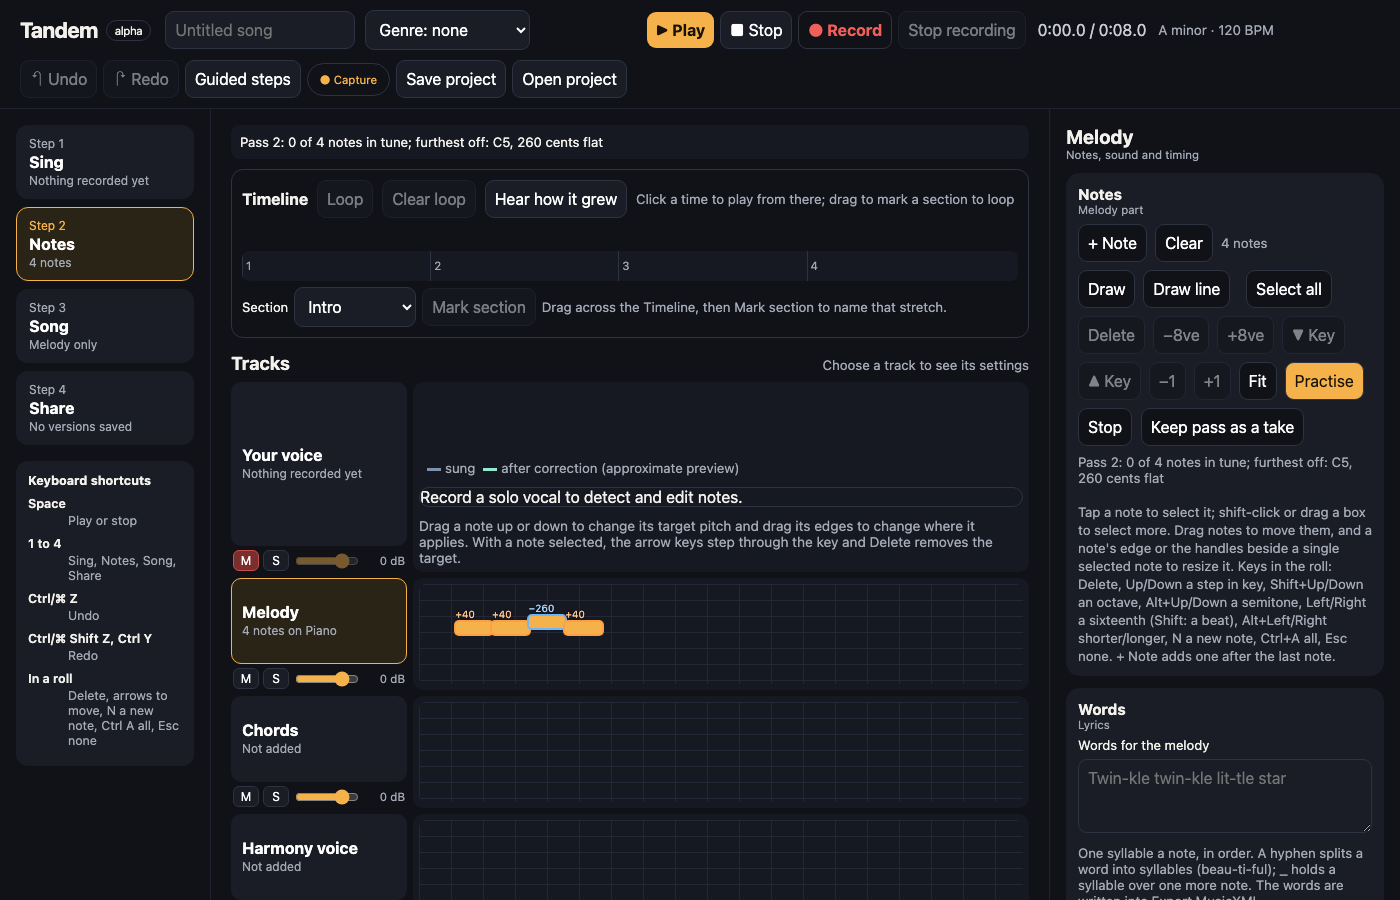 Tandem alpha Untitled song Genre: none Play Stop Record Stop recording 0:00.0 / 0:08.0 A minor · 120 BPM
Undo Redo Guided steps Capture Save project Open project
Step 1
Sing
Nothing recorded yet
Step 2
Notes
4 notes
Step 3
Song
Melody only
Step 4
Share
No versions saved
Keyboard shortcuts
Space
Play or stop
1 to 4
Sing, Notes, Song,
Share
Ctrl/⌘ Z
Undo
Ctrl/⌘ Shift Z, Ctrl Y
Redo
In a roll
Delete, arrows to
move, N a new
note, Ctrl A all, Esc
none
Pass 2: 0 of 4 notes in tune; furthest off: C5, 260 cents flat
Timeline Loop Clear loop Hear how it grew Click a time to play from there; drag to mark a section to loop
1 2 3 4
Section Intro Mark section Drag across the Timeline, then Mark section to name that stretch.
Tracks Choose a track to see its settings
Your voice
Nothing recorded yet
M S 0 dB
sung after correction (approximate preview)
Record a solo vocal to detect and edit notes.
Drag a note up or down to change its target pitch and drag its edges to change where it
applies. With a note selected, the arrow keys step through the key and Delete removes the
target.
Melody
4 notes on Piano
M S 0 dB
+40 +40 −260 +40
Chords
Not added
M S 0 dB
Harmony voice
Not added
Melody
Notes, sound and timing
Notes
Melody part
+ Note Clear 4 notes
Draw Draw line Select all
Delete −8ve +8ve ▼ Key
▲ Key −1 +1 Fit Practise
Stop Keep pass as a take
Pass 2: 0 of 4 notes in tune; furthest off: C5,
260 cents flat
Tap a note to select it; shift-click or drag a box
to select more. Drag notes to move them, and a
note's edge or the handles beside a single
selected note to resize it. Keys in the roll:
Delete, Up/Down a step in key, Shift+Up/Down
an octave, Alt+Up/Down a semitone, Left/Right
a sixteenth (Shift: a beat), Alt+Left/Right
shorter/longer, N a new note, Ctrl+A all, Esc
none. + Note adds one after the last note.
Words
Lyrics
Words for the melody
Twin-kle twin-kle lit-tle star
One syllable a note, in order. A hyphen splits a
word into syllables (beau-ti-ful); _ holds a
syllable over one more note. The words are
written into Export MusicXML